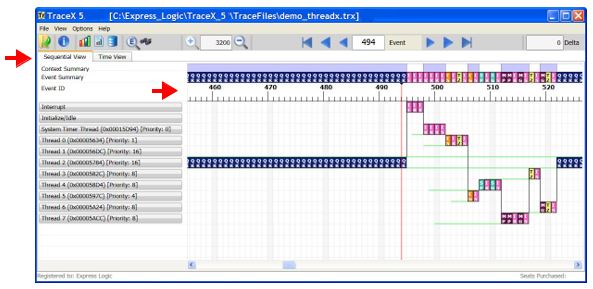 TraceX 5 [C:\Express_Logic\TraceX_5 \TraceFiles\demo_threadx.trx]
File View Options Help
3200 494 Event 0 Delta
Sequential View Time View
Context Summary
Event Summary
Event ID
460 470 480 490 500 510 520
Interrupt
Initialize/Idle
System Timer Thread (0x00015D94) [Priority: 0]
Thread 0 (0x00005634) [Priority: 1]
Thread 1 (0x000056DC) [Priority: 16]
Thread 2 (0x00005784) [Priority: 16]
Thread 3 (0x0000582C) [Priority: 8]
Thread 4 (0x000058D4) [Priority: 8]
Thread 5 (0x0000597C) [Priority: 4]
Thread 6 (0x00005A24) [Priority: 8]
Thread 7 (0x00005ACC) [Priority: 8]
Registered to: Express Logic Seats Purchased: